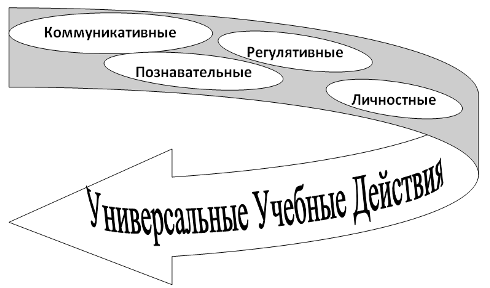 Коммуникативные
Регулятивные
Познавательные
Личностные
Универсальные Учебные Действия